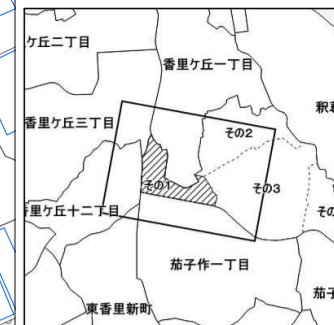 ケ丘二丁目
香里ケ丘一丁目
釈
香里ケ丘三丁目
その2
その1
その3
里ケ丘十二丁目
その
茄子作一丁目
茄子
東香里新町